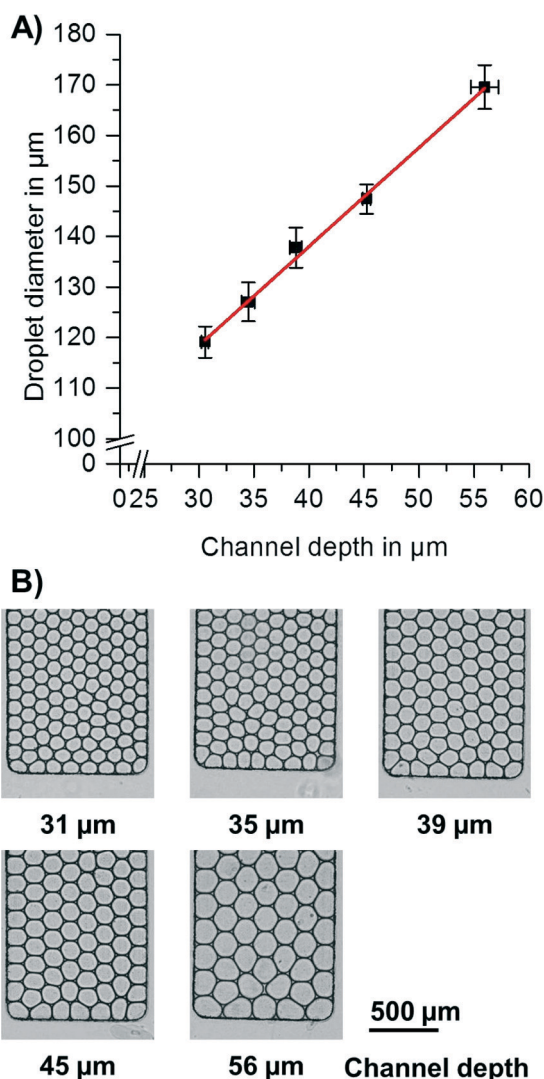 A)
180
170
160
150
140
130
120
110
100
0
Droplet diameter in µm
0 25 30 35 40 45 50 55 60
Channel depth in µm
B)
31 µm 35 µm 39 µm
500 µm
45 µm 56 µm Channel depth